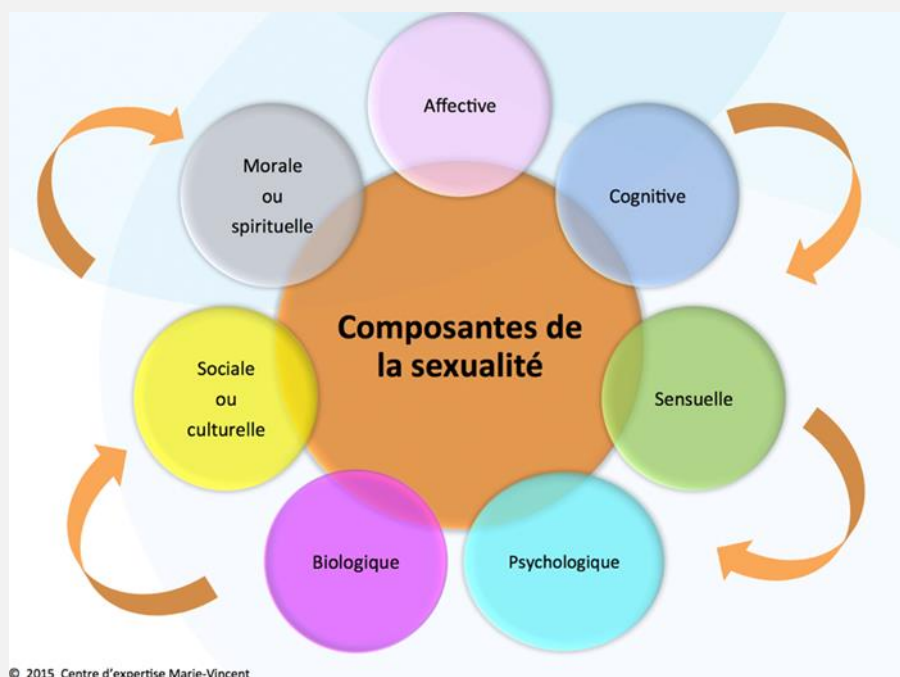 Affective
Cognitive
Sensuelle
Psychologique
Biologique
Sociale
ou
culturelle
Morale
ou
spirituelle
Composantes de
la sexualité
© 2015 Centre d'expertise Marie-Vincent